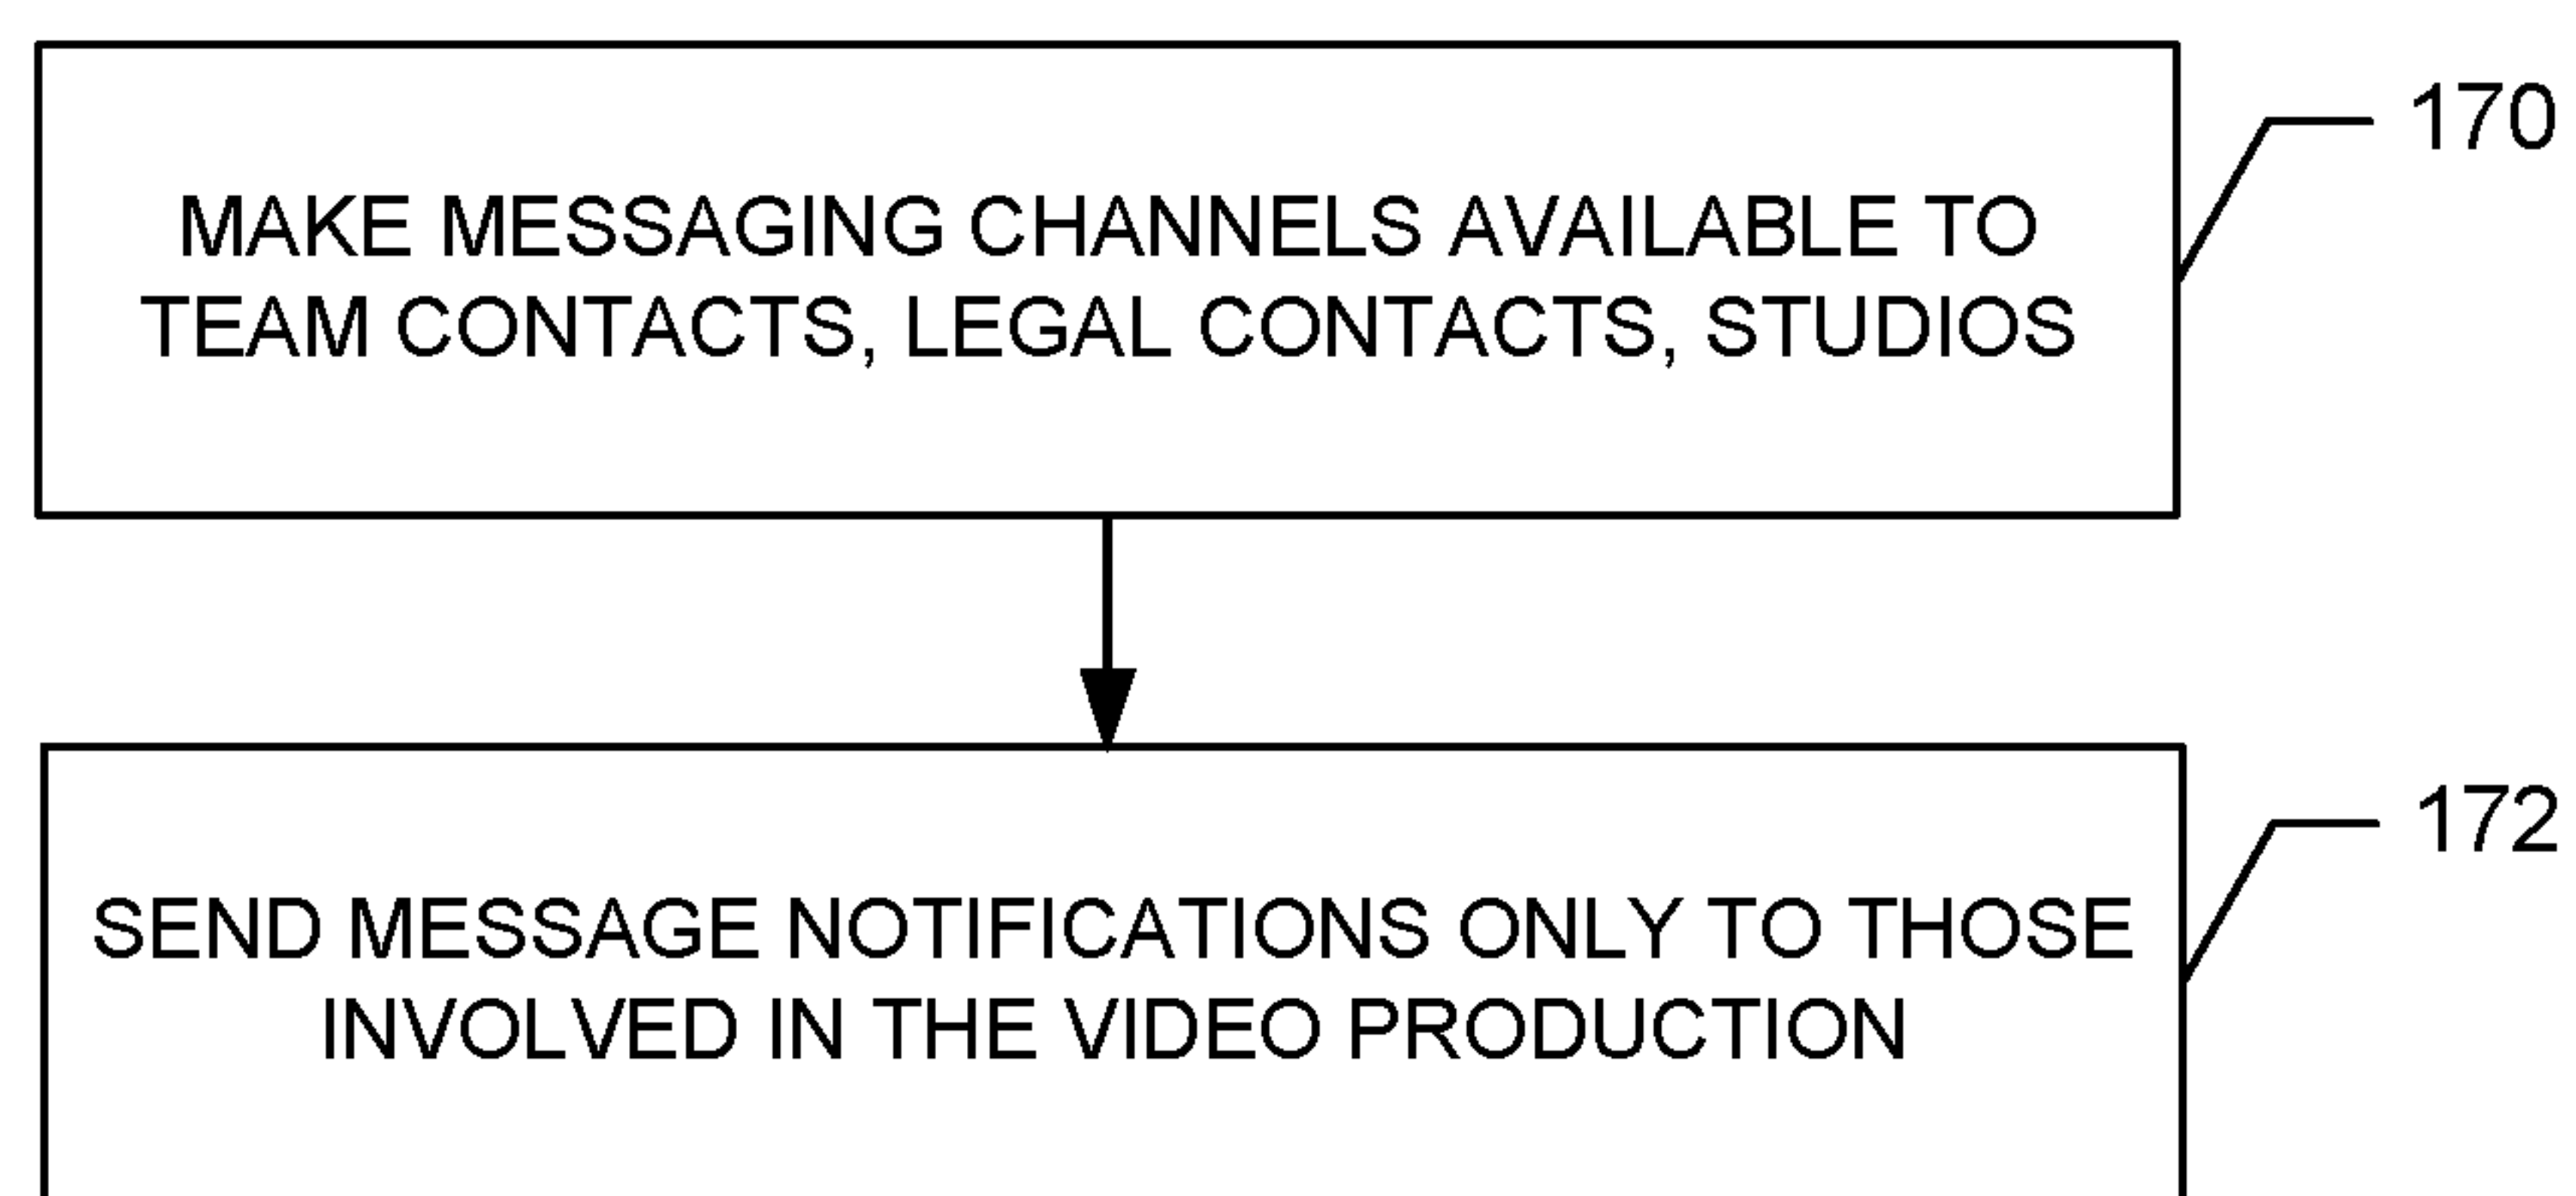 MAKE MESSAGING CHANNELS AVAILABLE TO
TEAM CONTACTS, LEGAL CONTACTS, STUDIOS
170
SEND MESSAGE NOTIFICATIONS ONLY TO THOSE
INVOLVED IN THE VIDEO PRODUCTION
172